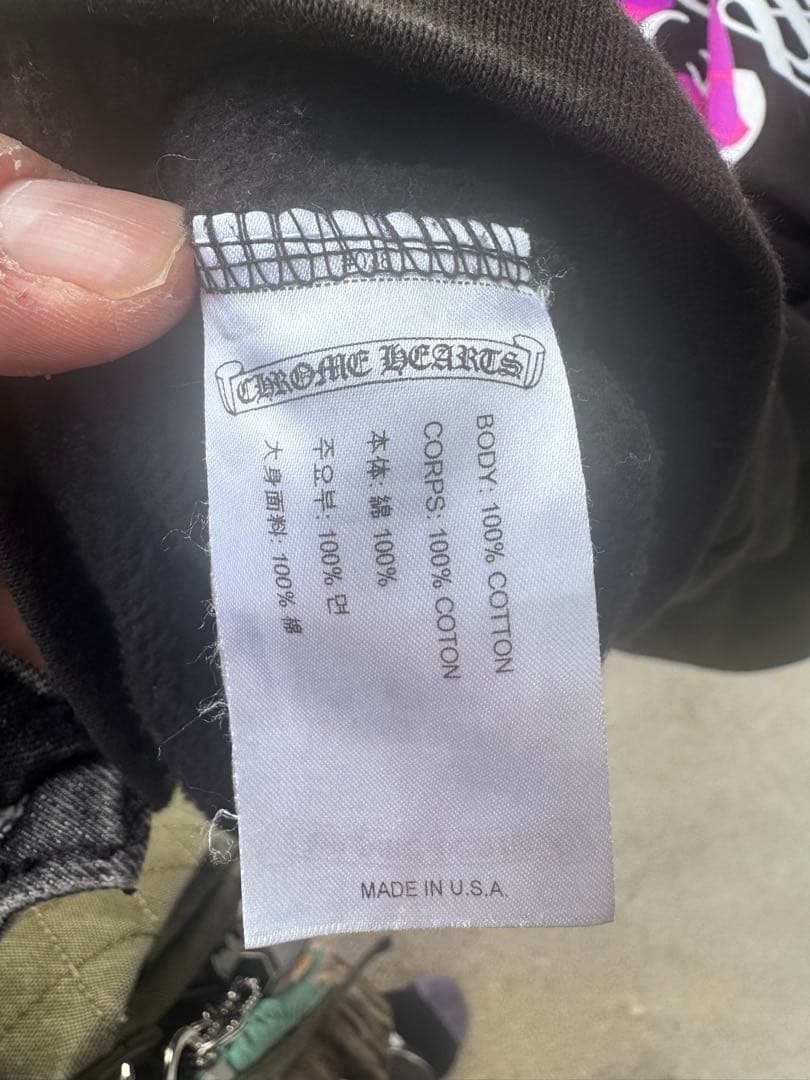 A018
CHROME HEARTS
BODY: 100% COTTON
CORPS: 100% COTON
本体: 綿 100%
주요부: 100% 면
大身面料: 100% 棉
MADE IN U.S.A.